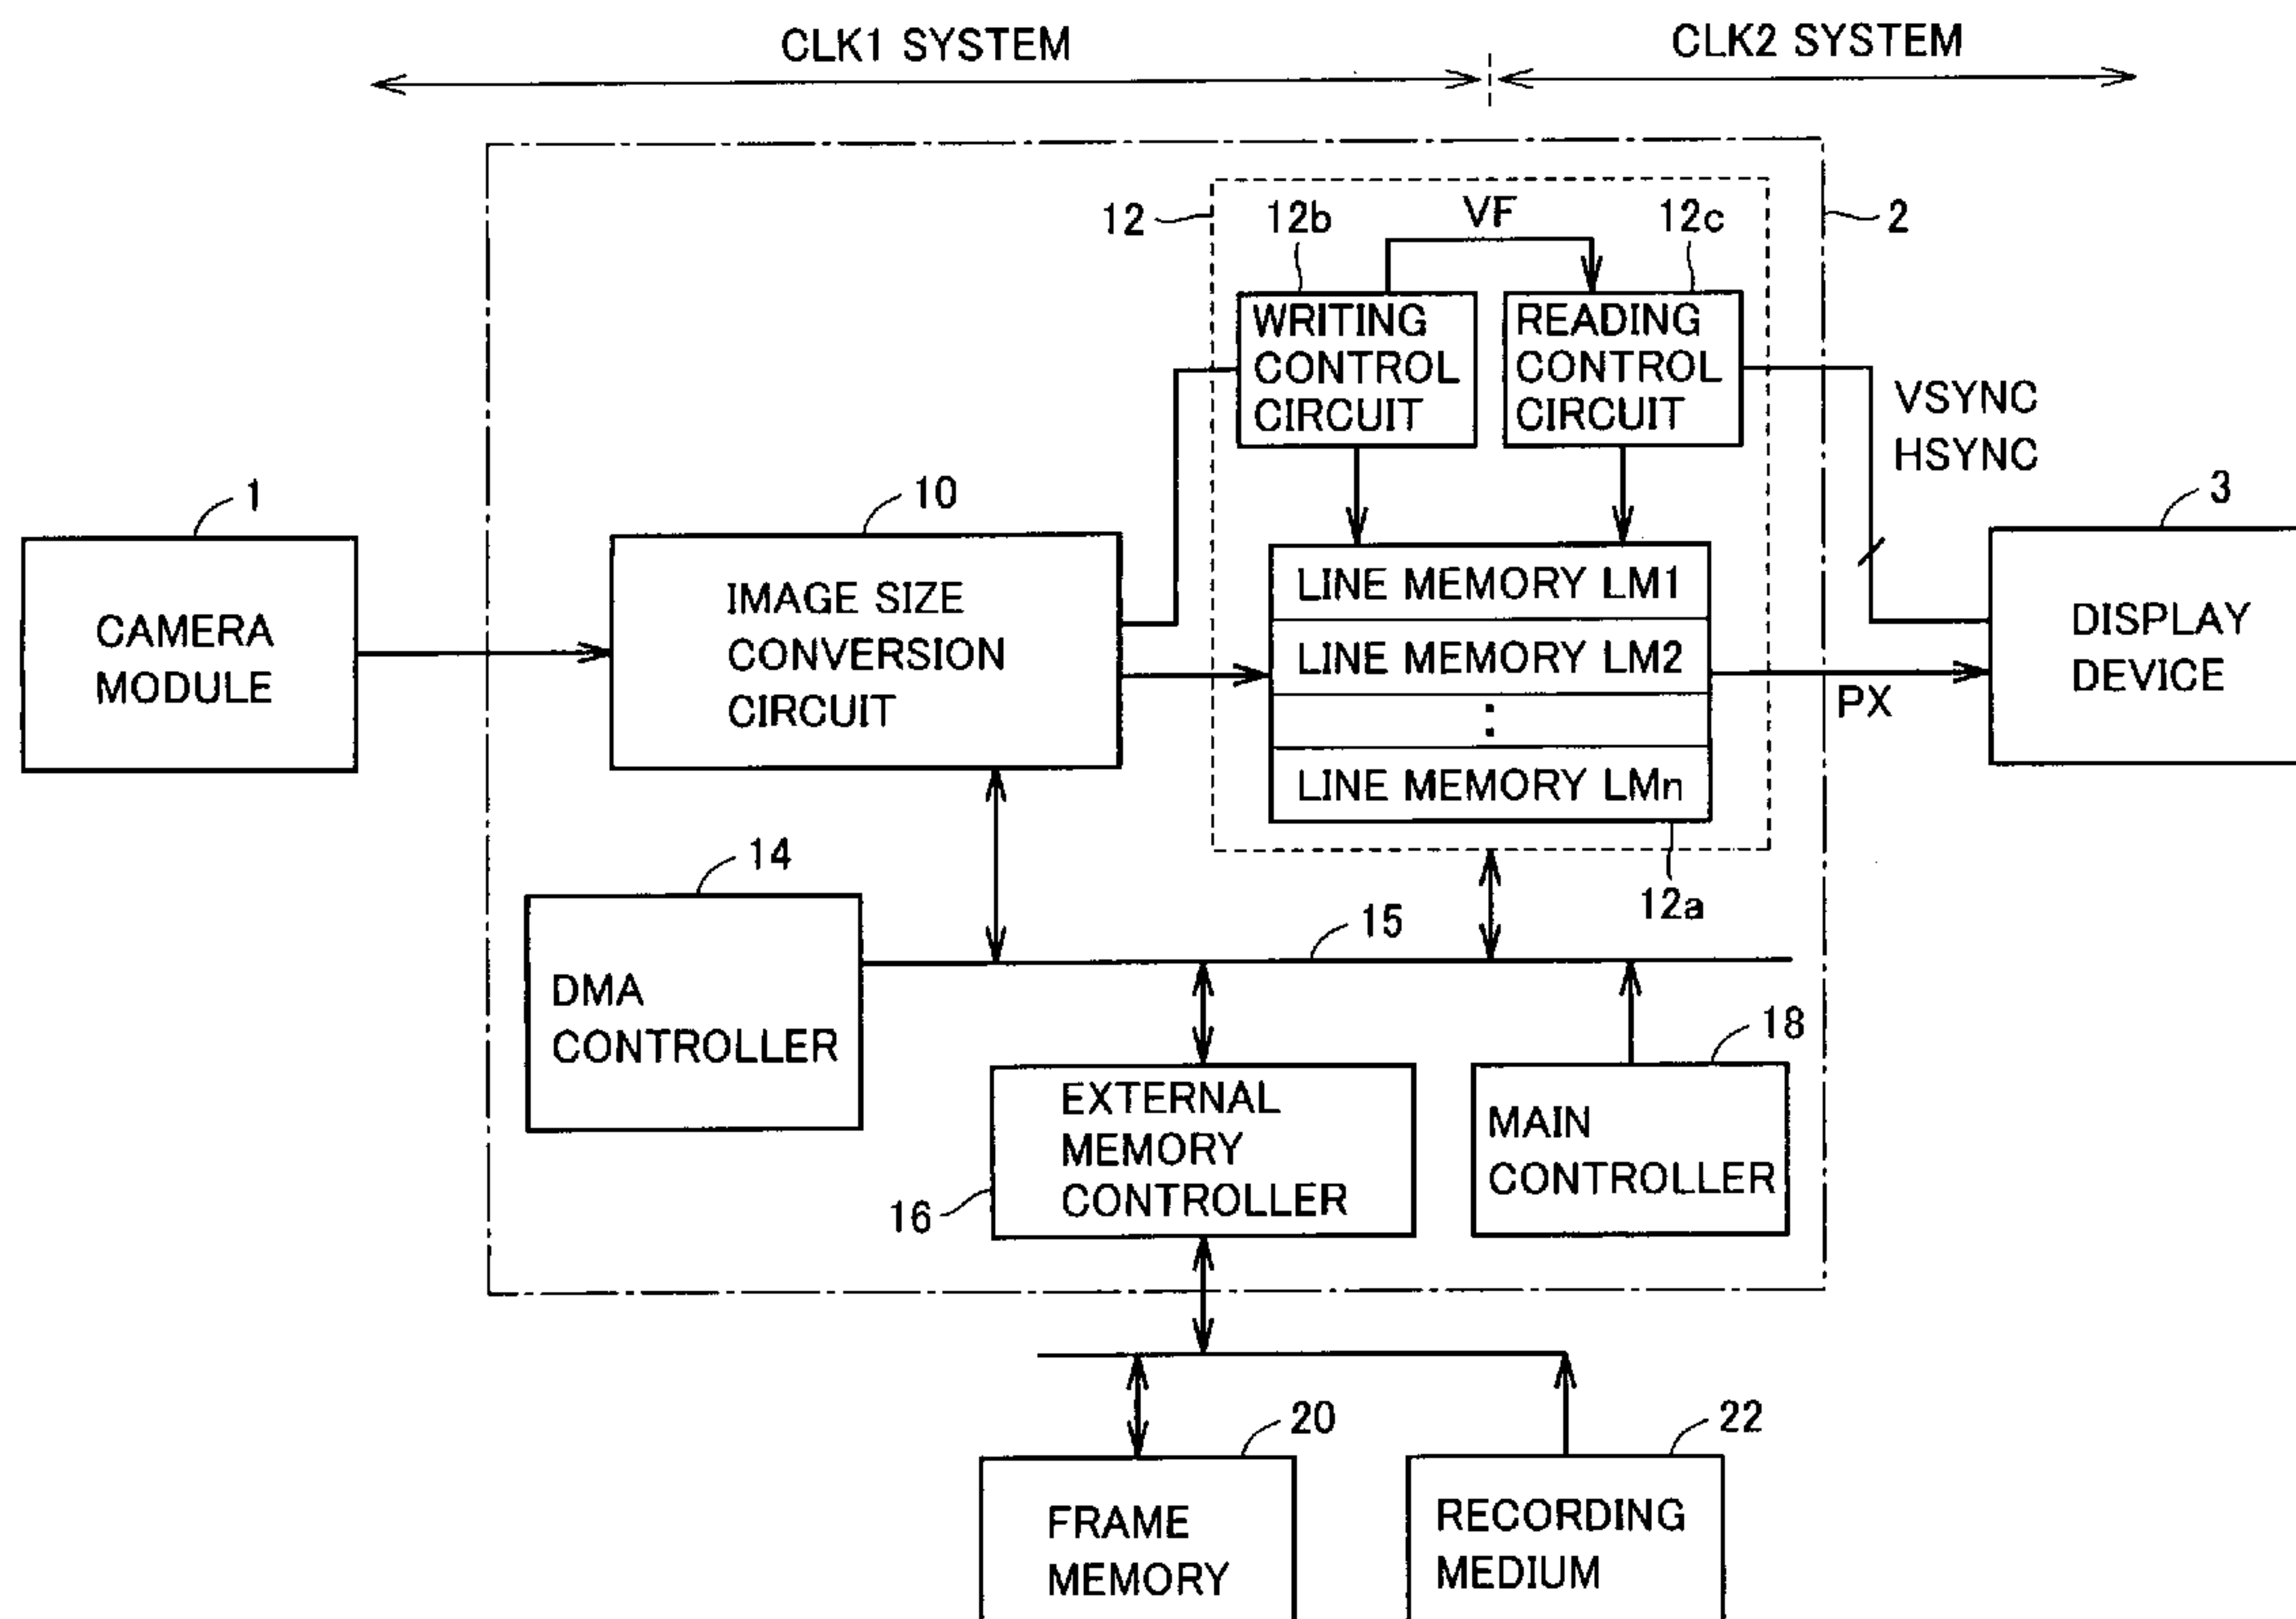 CLK1 SYSTEM
CLK2 SYSTEM
12
12b
VF
12c
2
WRITING
CONTROL
CIRCUIT
READING
CONTROL
CIRCUIT
VSYNC
HSYNC
1
10
3
CAMERA
MODULE
IMAGE SIZE
CONVERSION
CIRCUIT
LINE MEMORY LM1
LINE MEMORY LM2
⋮
LINE MEMORY LMn
PX
DISPLAY
DEVICE
14
12a
15
DMA
CONTROLLER
18
EXTERNAL
MEMORY
CONTROLLER
16
MAIN
CONTROLLER
20
22
FRAME
MEMORY
RECORDING
MEDIUM